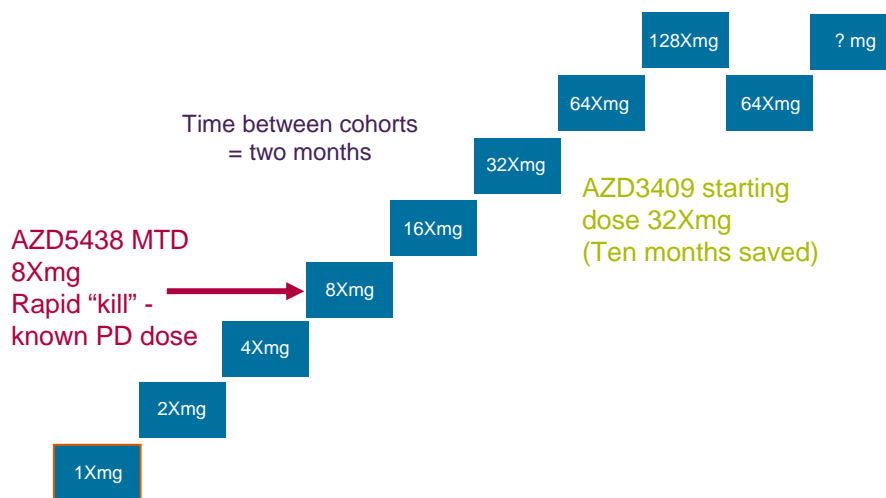 128Xmg
? mg
64Xmg
64Xmg
Time between cohorts
= two months
32Xmg
AZD3409 starting
dose 32Xmg
(Ten months saved)
16Xmg
AZD5438 MTD
8Xmg
Rapid “kill” -
known PD dose
8Xmg
4Xmg
2Xmg
1Xmg